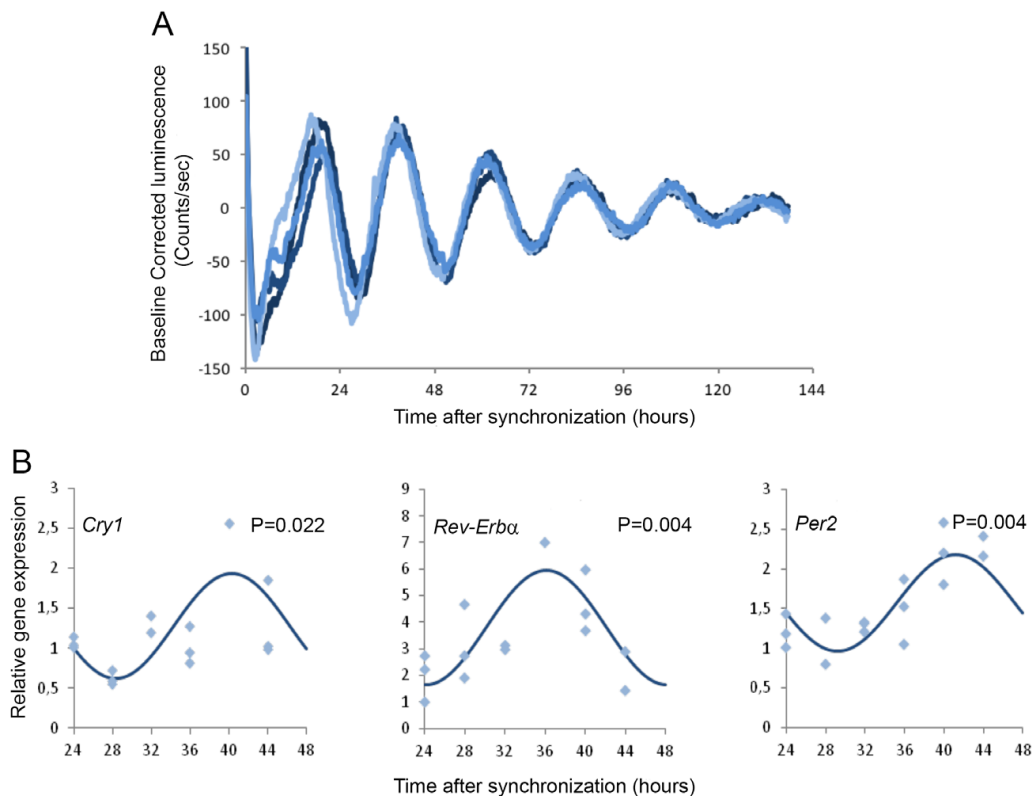 A
150
100
50
0
-50
-100
-150
Baseline Corrected luminescence
(Counts/sec)
0 24 48 72 96 120 144
Time after synchronization (hours)
B
Relative gene expression
3
2,5
2
1,5
1
0,5
0
Cry1
P=0.022
24 28 32 36 40 44 48
9
8
7
6
5
4
3
2
1
0
Rev-Erbα
P=0.004
24 28 32 36 40 44 48
3
2,5
2
1,5
1
0,5
0
Per2
P=0.004
24 28 32 36 40 44 48
Time after synchronization (hours)